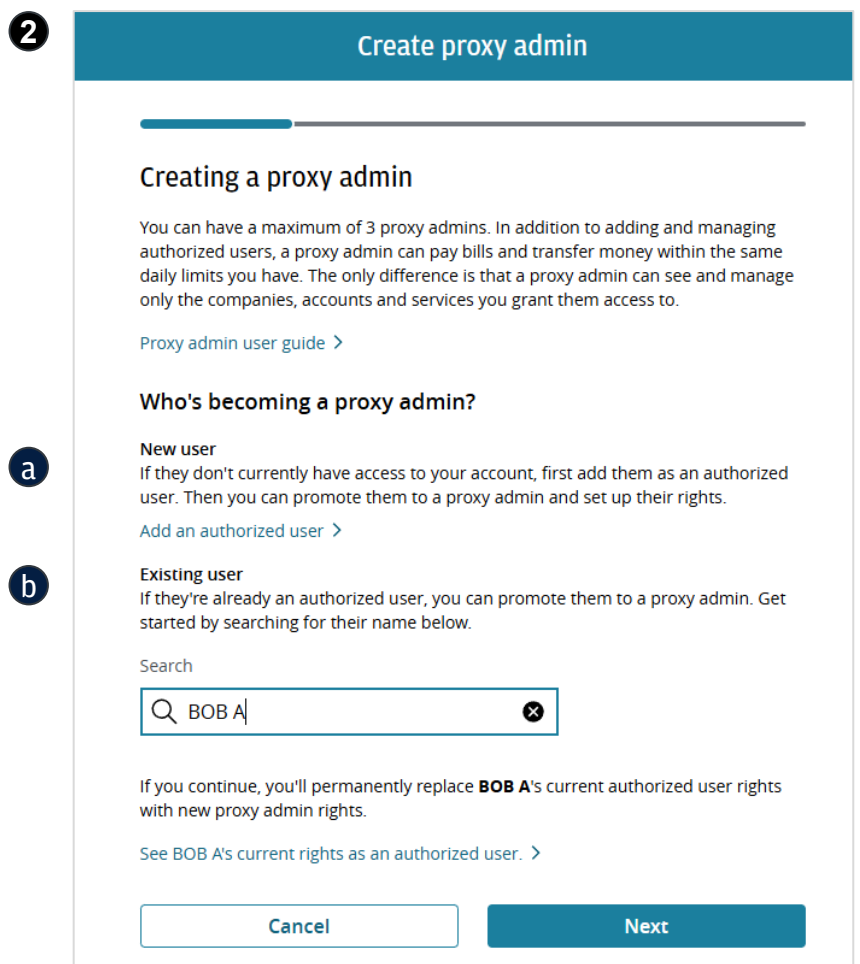 2
Create proxy admin
Creating a proxy admin
You can have a maximum of 3 proxy admins. In addition to adding and managing
authorized users, a proxy admin can pay bills and transfer money within the same
daily limits you have. The only difference is that a proxy admin can see and manage
only the companies, accounts and services you grant them access to.
Proxy admin user guide >
Who's becoming a proxy admin?
a
New user
If they don't currently have access to your account, first add them as an authorized
user. Then you can promote them to a proxy admin and set up their rights.
Add an authorized user >
b
Existing user
If they're already an authorized user, you can promote them to a proxy admin. Get
started by searching for their name below.
Search
BOB A
If you continue, you'll permanently replace BOB A's current authorized user rights
with new proxy admin rights.
See BOB A's current rights as an authorized user. >
Cancel
Next